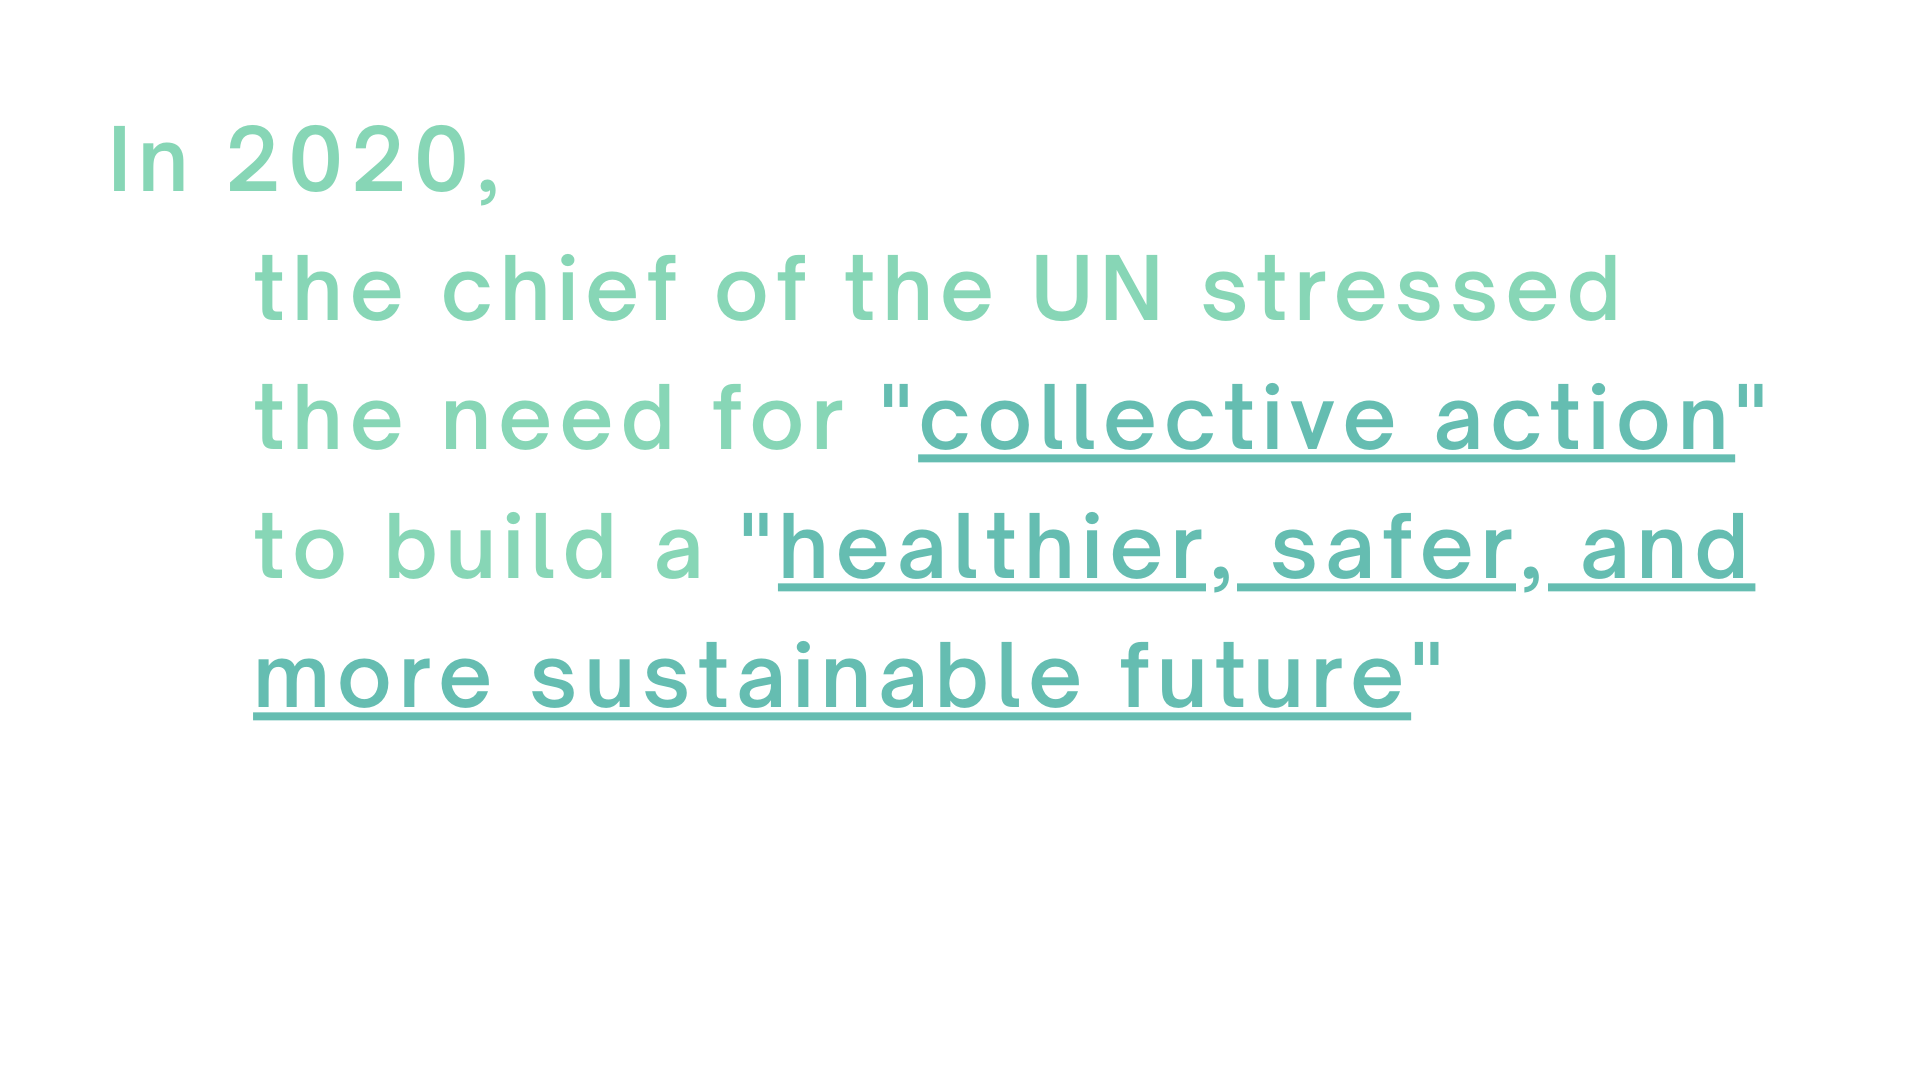 In 2020,
the chief of the UN stressed
the need for "collective action"
to build a "healthier, safer, and
more sustainable future"